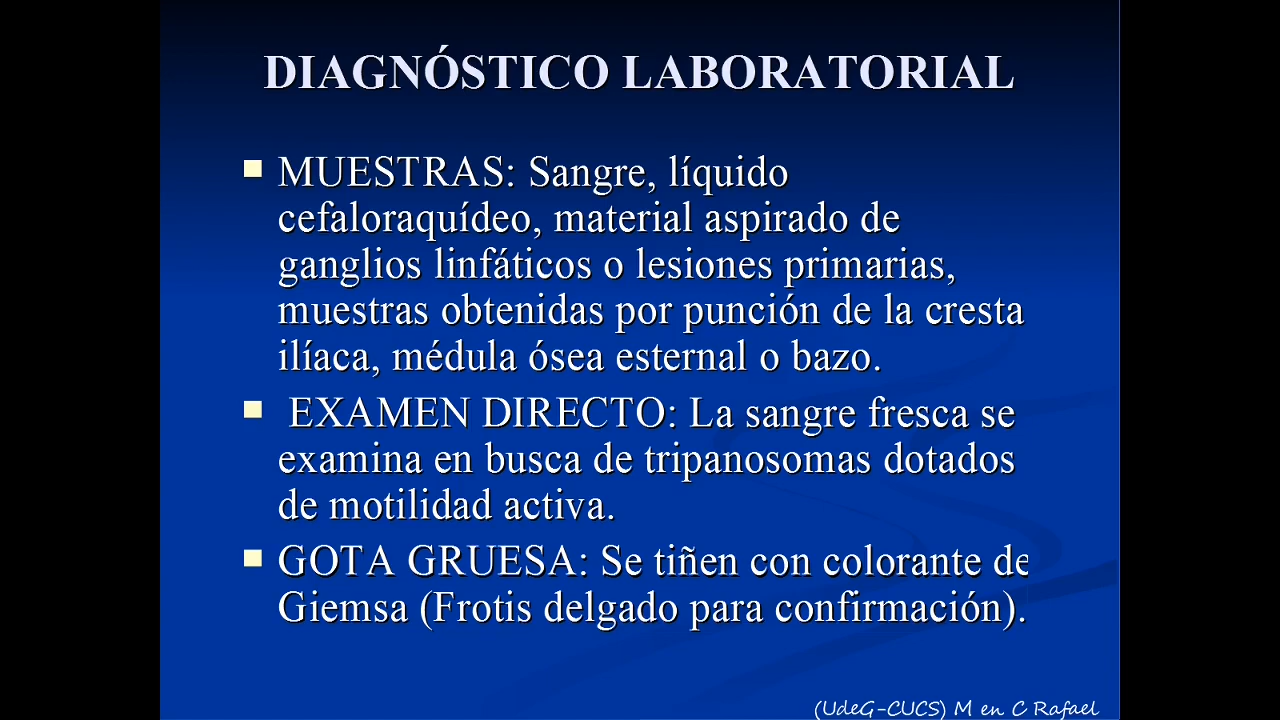 DIAGNÓSTICO LABORATORIAL
MUESTRAS: Sangre, líquido
cefaloraquídeo, material aspirado de
ganglios linfáticos o lesiones primarias,
muestras obtenidas por punción de la cresta
ilíaca, médula ósea esternal o bazo.
EXAMEN DIRECTO: La sangre fresca se
examina en busca de tripanosomas dotados
de motilidad activa.
GOTA GRUESA: Se tiñen con colorante de
Giemsa (Frotis delgado para confirmación).
(UdeG-CUCS) M en C Rafael